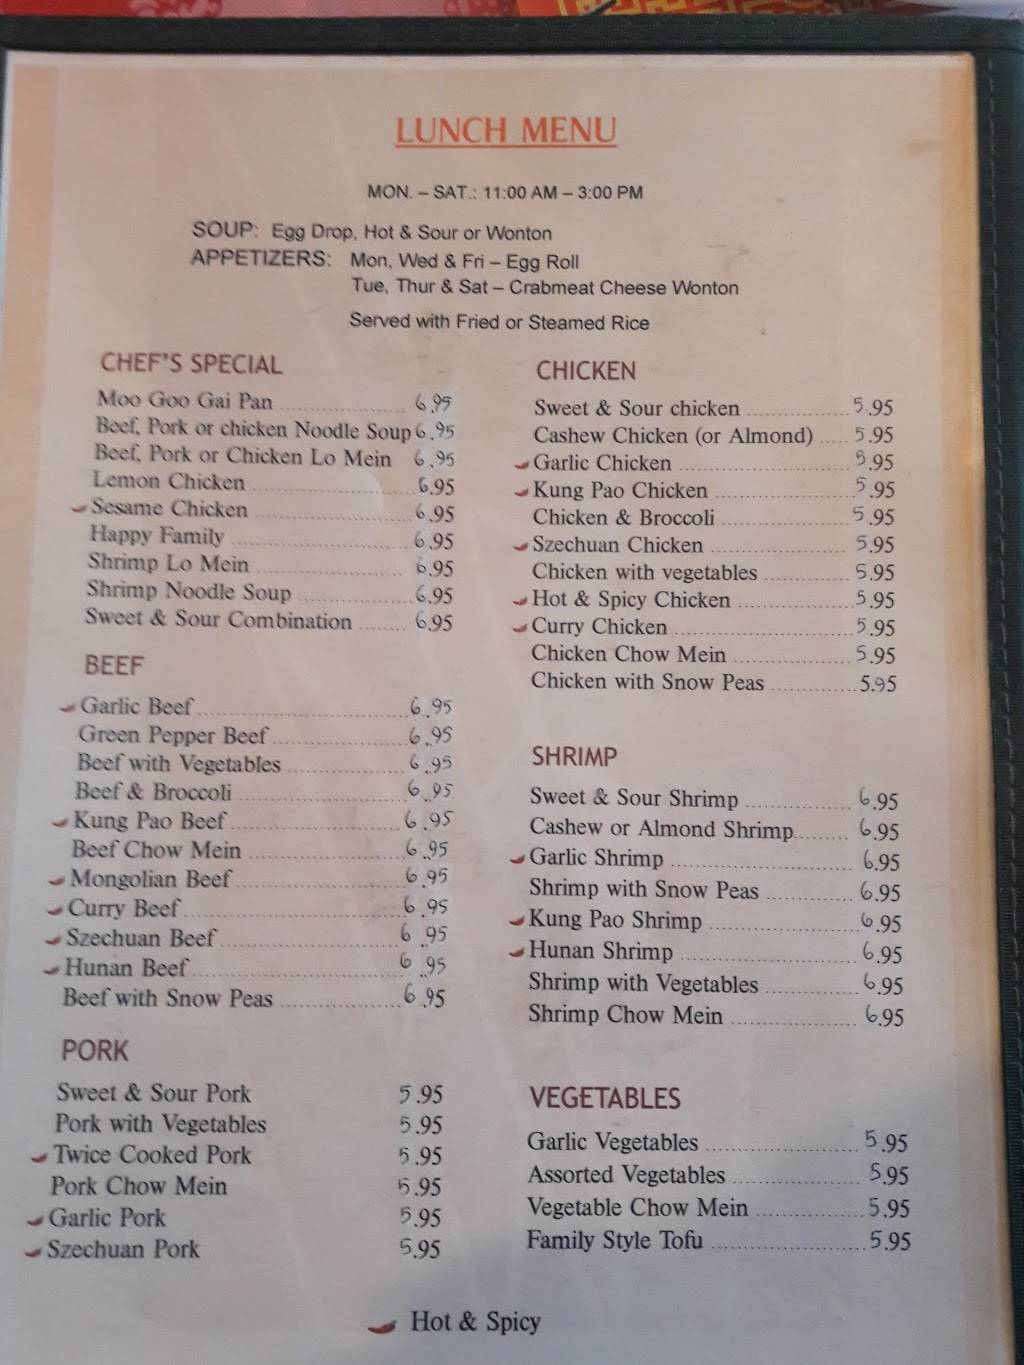 LUNCH MENU
MON. – SAT.: 11:00 AM – 3:00 PM
SOUP: Egg Drop, Hot & Sour or Wonton
APPETIZERS: Mon, Wed & Fri – Egg Roll
Tue, Thur & Sat – Crabmeat Cheese Wonton
Served with Fried or Steamed Rice
CHEF'S SPECIAL
Moo Goo Gai Pan 6.95
Beef, Pork or chicken Noodle Soup 6.95
Beef, Pork or Chicken Lo Mein 6.95
Lemon Chicken 6.95
Sesame Chicken 6.95
Happy Family 6.95
Shrimp Lo Mein 6.95
Shrimp Noodle Soup 6.95
Sweet & Sour Combination 6.95
BEEF
Garlic Beef 6.95
Green Pepper Beef 6.95
Beef with Vegetables 6.95
Beef & Broccoli 6.95
Kung Pao Beef 6.95
Beef Chow Mein 6.95
Mongolian Beef 6.95
Curry Beef 6.95
Szechuan Beef 6.95
Hunan Beef 6.95
Beef with Snow Peas 6.95
PORK
Sweet & Sour Pork 5.95
Pork with Vegetables 5.95
Twice Cooked Pork 5.95
Pork Chow Mein 5.95
Garlic Pork 5.95
Szechuan Pork 5.95
CHICKEN
Sweet & Sour chicken 5.95
Cashew Chicken (or Almond) 5.95
Garlic Chicken 5.95
Kung Pao Chicken 5.95
Chicken & Broccoli 5.95
Szechuan Chicken 5.95
Chicken with vegetables 5.95
Hot & Spicy Chicken 5.95
Curry Chicken 5.95
Chicken Chow Mein 5.95
Chicken with Snow Peas 5.95
SHRIMP
Sweet & Sour Shrimp 6.95
Cashew or Almond Shrimp 6.95
Garlic Shrimp 6.95
Shrimp with Snow Peas 6.95
Kung Pao Shrimp 6.95
Hunan Shrimp 6.95
Shrimp with Vegetables 6.95
Shrimp Chow Mein 6.95
VEGETABLES
Garlic Vegetables 5.95
Assorted Vegetables 5.95
Vegetable Chow Mein 5.95
Family Style Tofu 5.95
Hot & Spicy